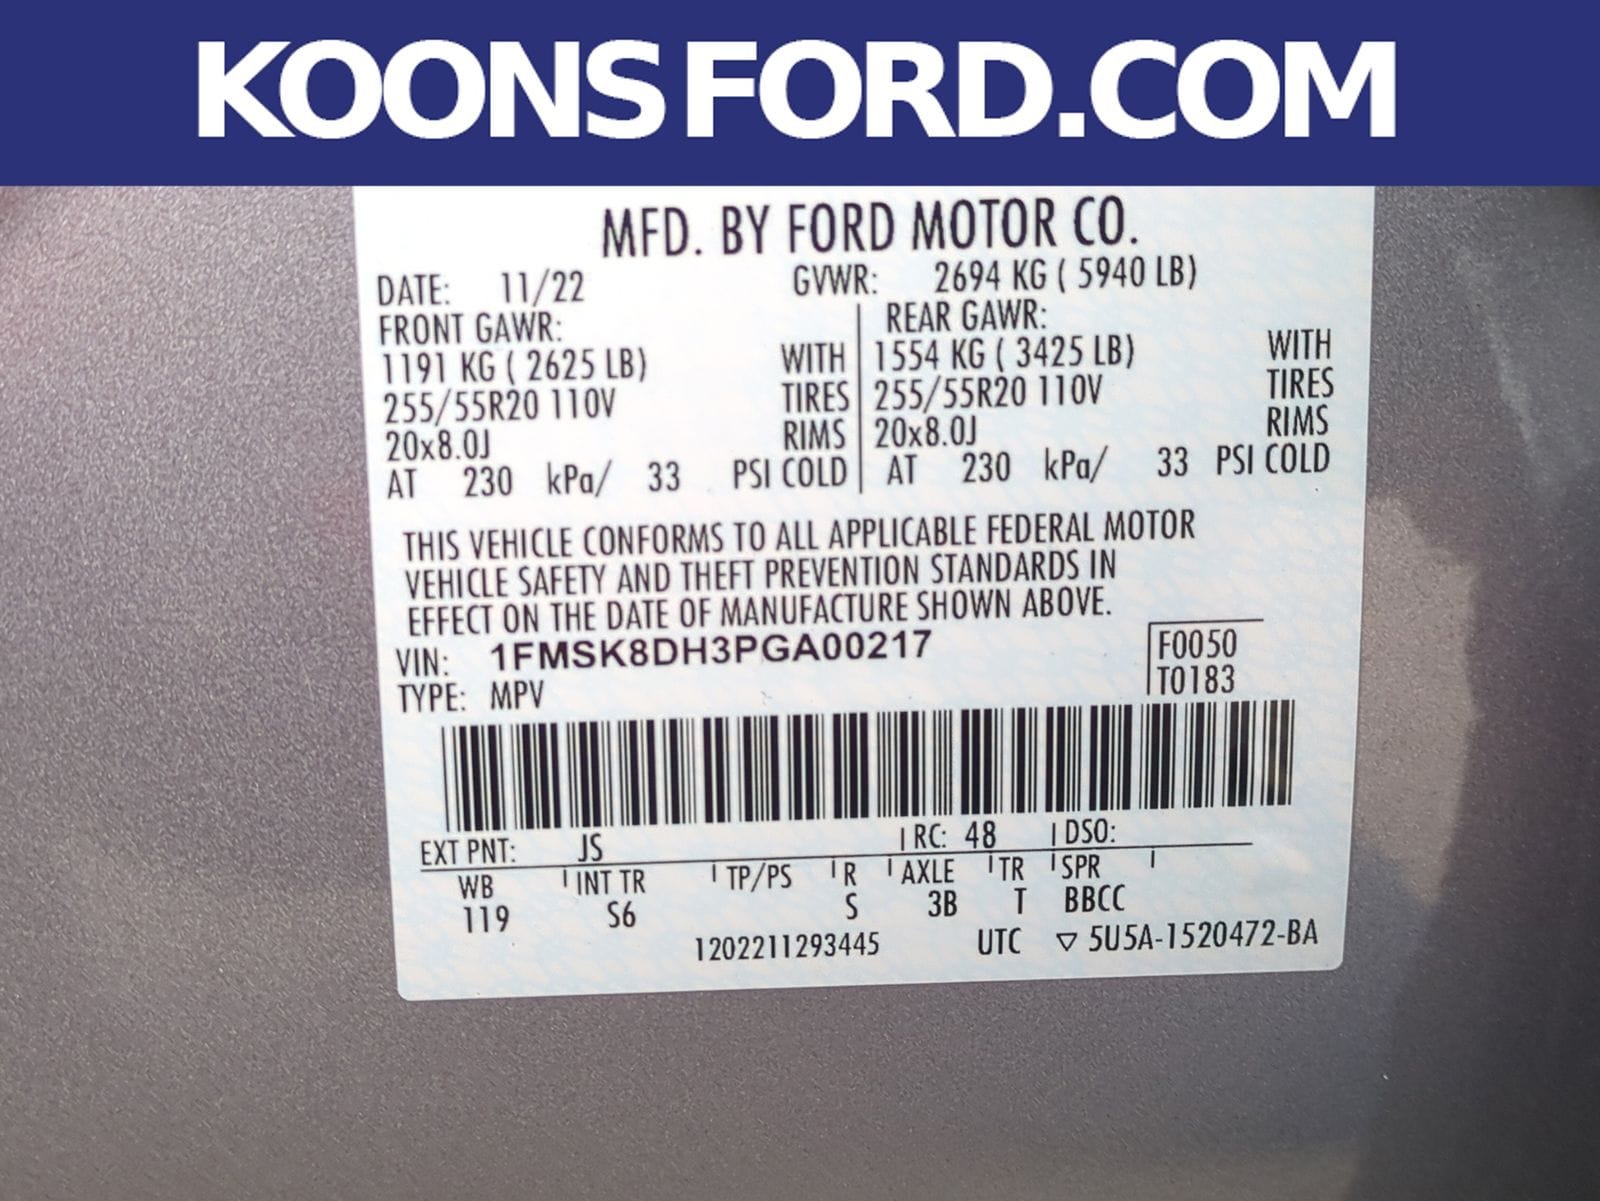 KOONSFORD.COM
MFD. BY FORD MOTOR CO.
DATE: 11/22 GVWR: 2694 KG ( 5940 LB)
FRONT GAWR: REAR GAWR:
1191 KG ( 2625 LB) WITH 1554 KG ( 3425 LB) WITH
255/55R20 110V TIRES 255/55R20 110V TIRES
20x8.0J RIMS 20x8.0J RIMS
AT 230 kPa/ 33 PSI COLD AT 230 kPa/ 33 PSI COLD
THIS VEHICLE CONFORMS TO ALL APPLICABLE FEDERAL MOTOR
VEHICLE SAFETY AND THEFT PREVENTION STANDARDS IN
EFFECT ON THE DATE OF MANUFACTURE SHOWN ABOVE.
VIN: 1FMSK8DH3PGA00217 F0050
TYPE: MPV T0183
EXT PNT: JS RC: 48 DSO:
WB INT TR TP/PS R AXLE TR SPR
119 S6 S 3B T BBCC
1202211293445 UTC ▽ 5U5A-1520472-BA